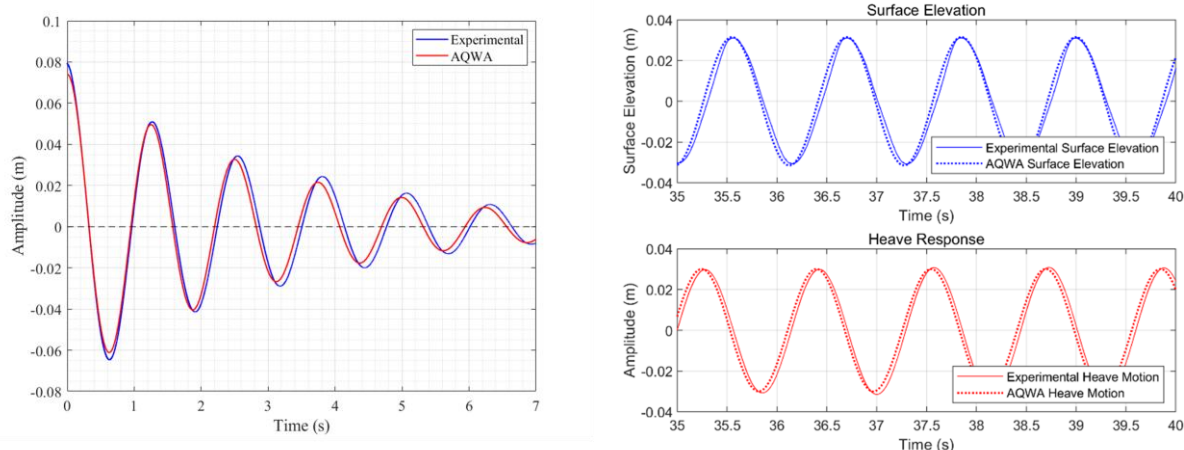 0.1
0.08
0.06
0.04
0.02
0
-0.02
-0.04
-0.06
-0.08
Amplitude (m)
Experimental
AQWA
0 1 2 3 4 5 6 7
Time (s)
Surface Elevation
0.04
0.02
0
-0.02
-0.04
Surface Elevation (m)
Experimental Surface Elevation
AQWA Surface Elevation
35 35.5 36 36.5 37 37.5 38 38.5 39 39.5 40
Time (s)
Heave Response
0.04
0.02
0
-0.02
-0.04
Amplitude (m)
Experimental Heave Motion
AQWA Heave Motion
35 35.5 36 36.5 37 37.5 38 38.5 39 39.5 40
Time (s)